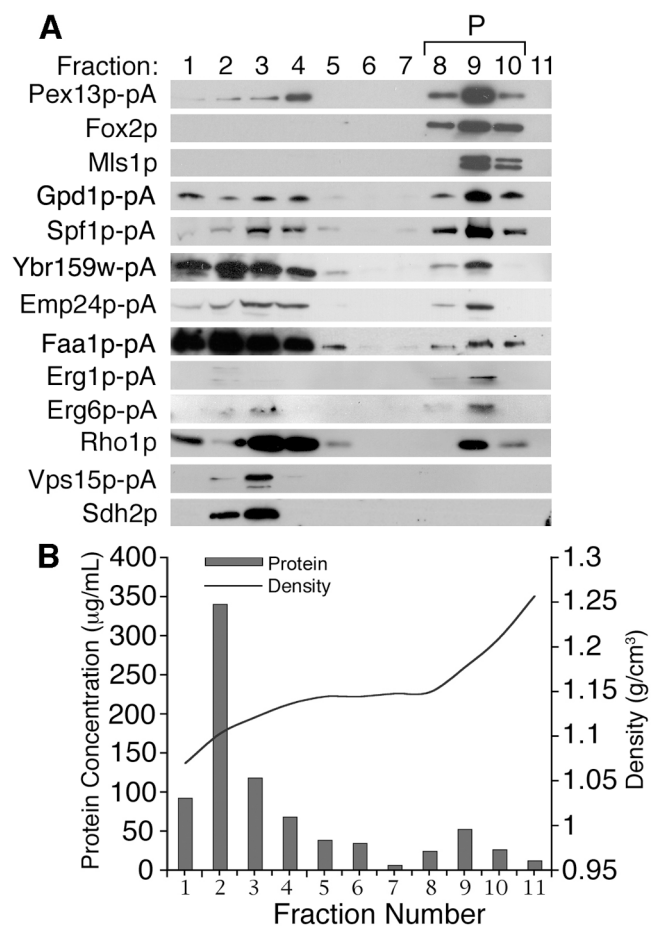 A
P
Fraction: 1 2 3 4 5 6 7 8 9 10 11
Pex13p-pA
Fox2p
Mls1p
Gpd1p-pA
Spf1p-pA
Ybr159w-pA
Emp24p-pA
Faa1p-pA
Erg1p-pA
Erg6p-pA
Rho1p
Vps15p-pA
Sdh2p
B
Protein
Density
Protein Concentration (μg/mL)
400
350
300
250
200
150
100
50
0
1.3
1.25
1.2
1.15
1.1
1.05
1
0.95
Density (g/cm³)
1 2 3 4 5 6 7 8 9 10 11
Fraction Number